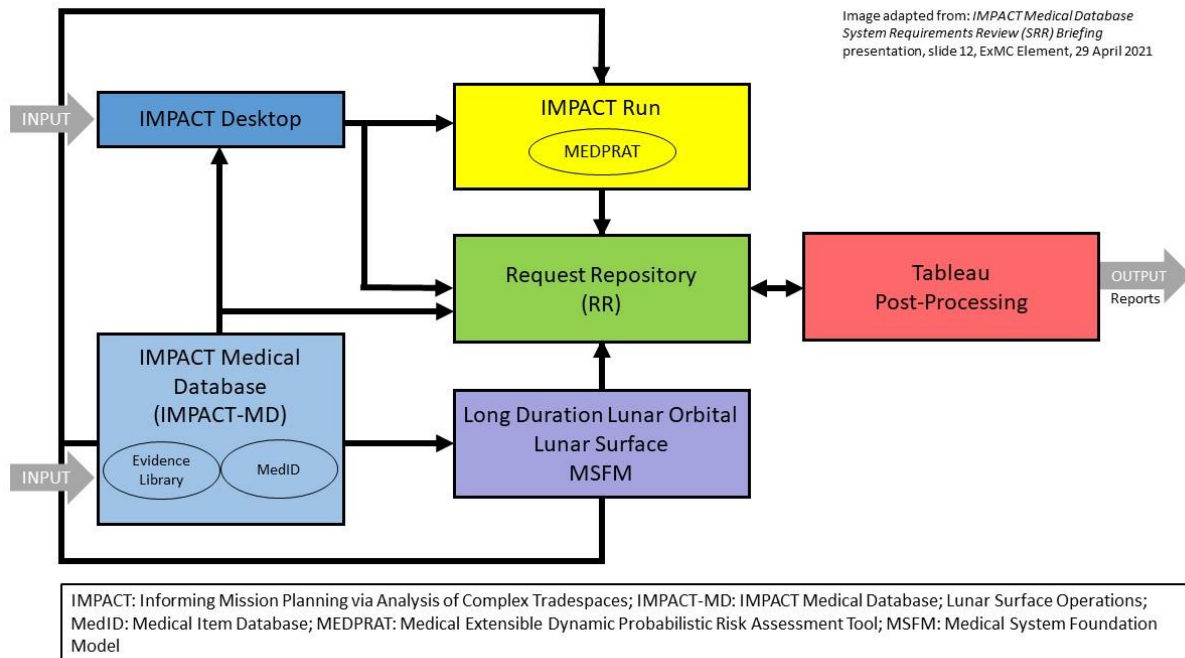 Image adapted from: IMPACT Medical Database
System Requirements Review (SRR) Briefing
presentation, slide 12, ExMC Element, 29 April 2021
INPUT
IMPACT Desktop
IMPACT Run
MEDPRAT
Request Repository
(RR)
Tableau
Post-Processing
OUTPUT
Reports
IMPACT Medical
Database
(IMPACT-MD)
Evidence
Library
MedID
INPUT
Long Duration Lunar Orbital
Lunar Surface
MSFM
IMPACT: Informing Mission Planning via Analysis of Complex Tradespaces; IMPACT-MD: IMPACT Medical Database; Lunar Surface Operations;
MedID: Medical Item Database; MEDPRAT: Medical Extensible Dynamic Probabilistic Risk Assessment Tool; MSFM: Medical System Foundation
Model